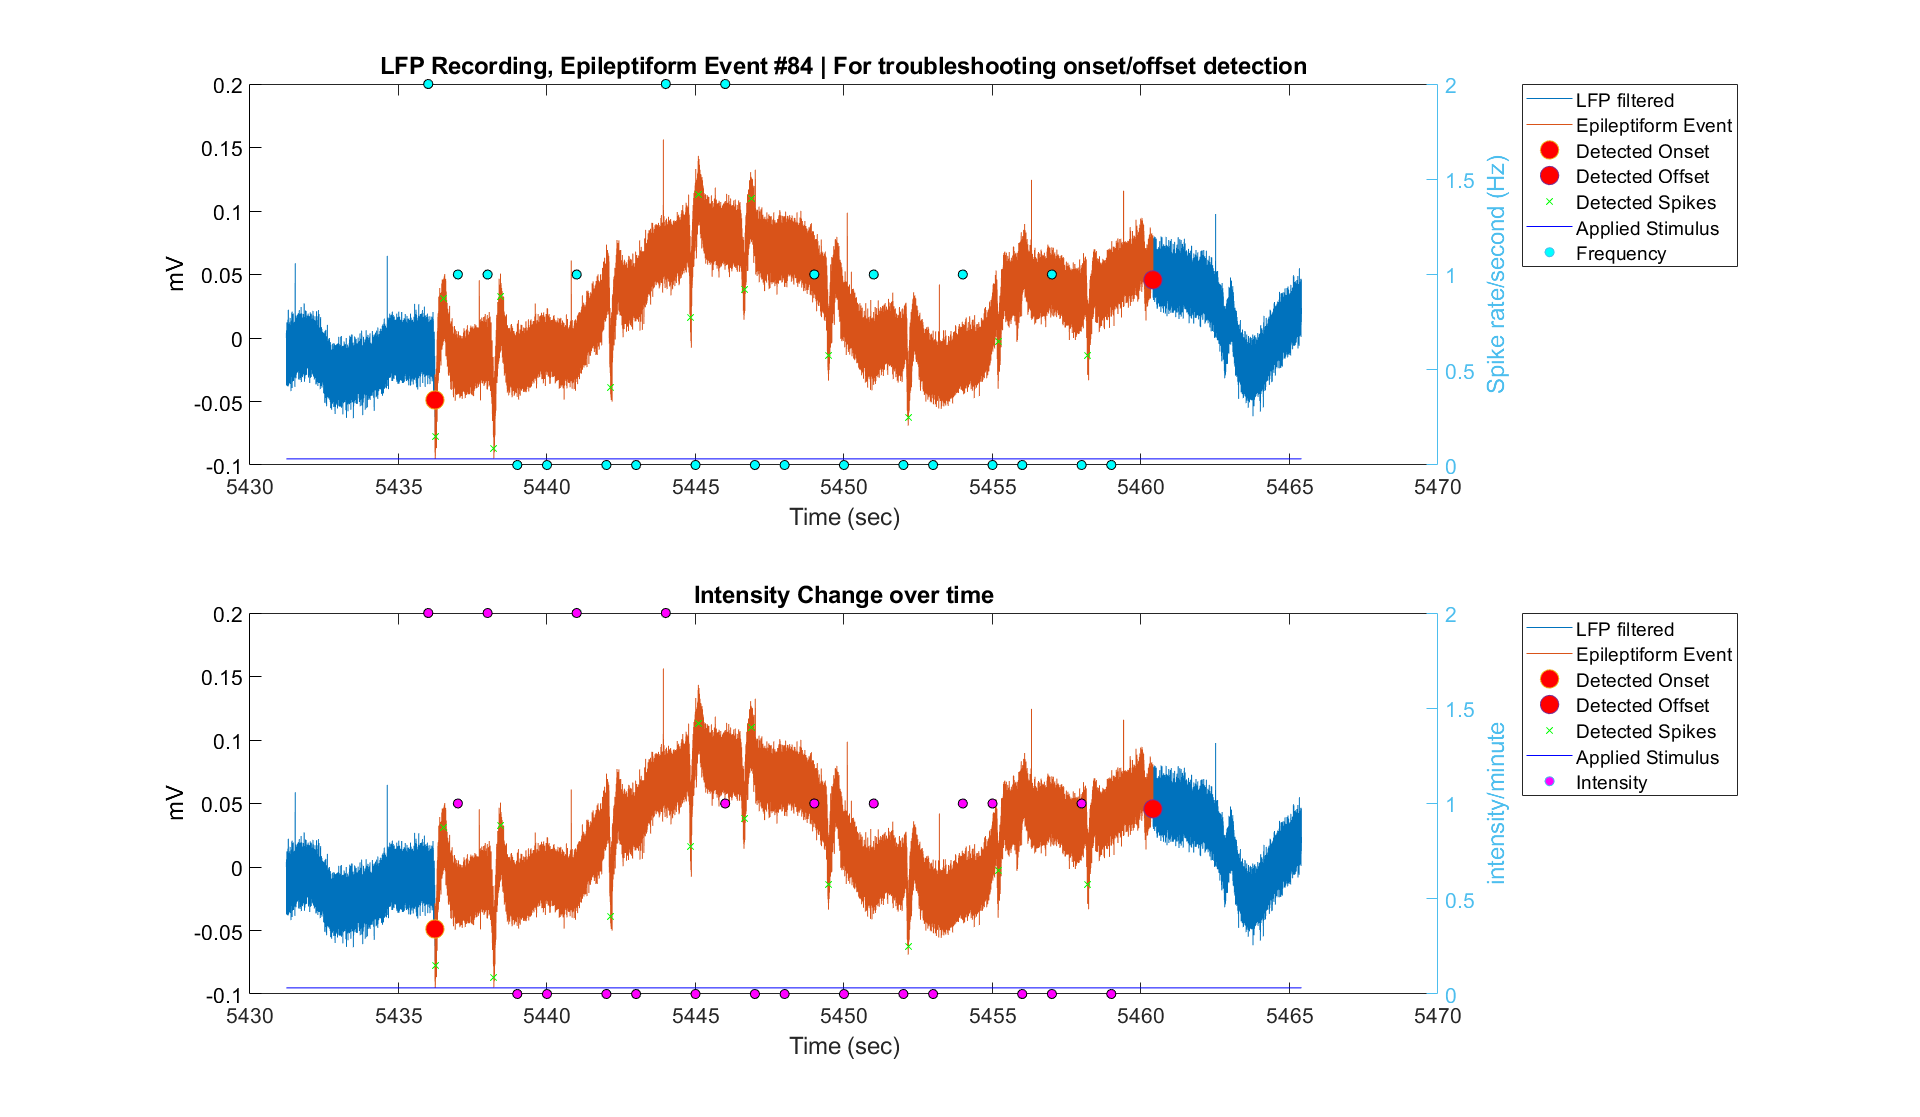 LFP Recording, Epileptiform Event #84 | For troubleshooting onset/offset detection
0.2
0.15
0.1
0.05
0
-0.05
-0.1
mV
5430 5435 5440 5445 5450 5455 5460 5465 5470
Time (sec)
2
1.5
1
0.5
0
Spike rate/second (Hz)
LFP filtered
Epileptiform Event
Detected Onset
Detected Offset
Detected Spikes
Applied Stimulus
Frequency
Intensity Change over time
0.2
0.15
0.1
0.05
0
-0.05
-0.1
mV
5430 5435 5440 5445 5450 5455 5460 5465 5470
Time (sec)
2
1.5
1
0.5
0
intensity/minute
LFP filtered
Epileptiform Event
Detected Onset
Detected Offset
Detected Spikes
Applied Stimulus
Intensity